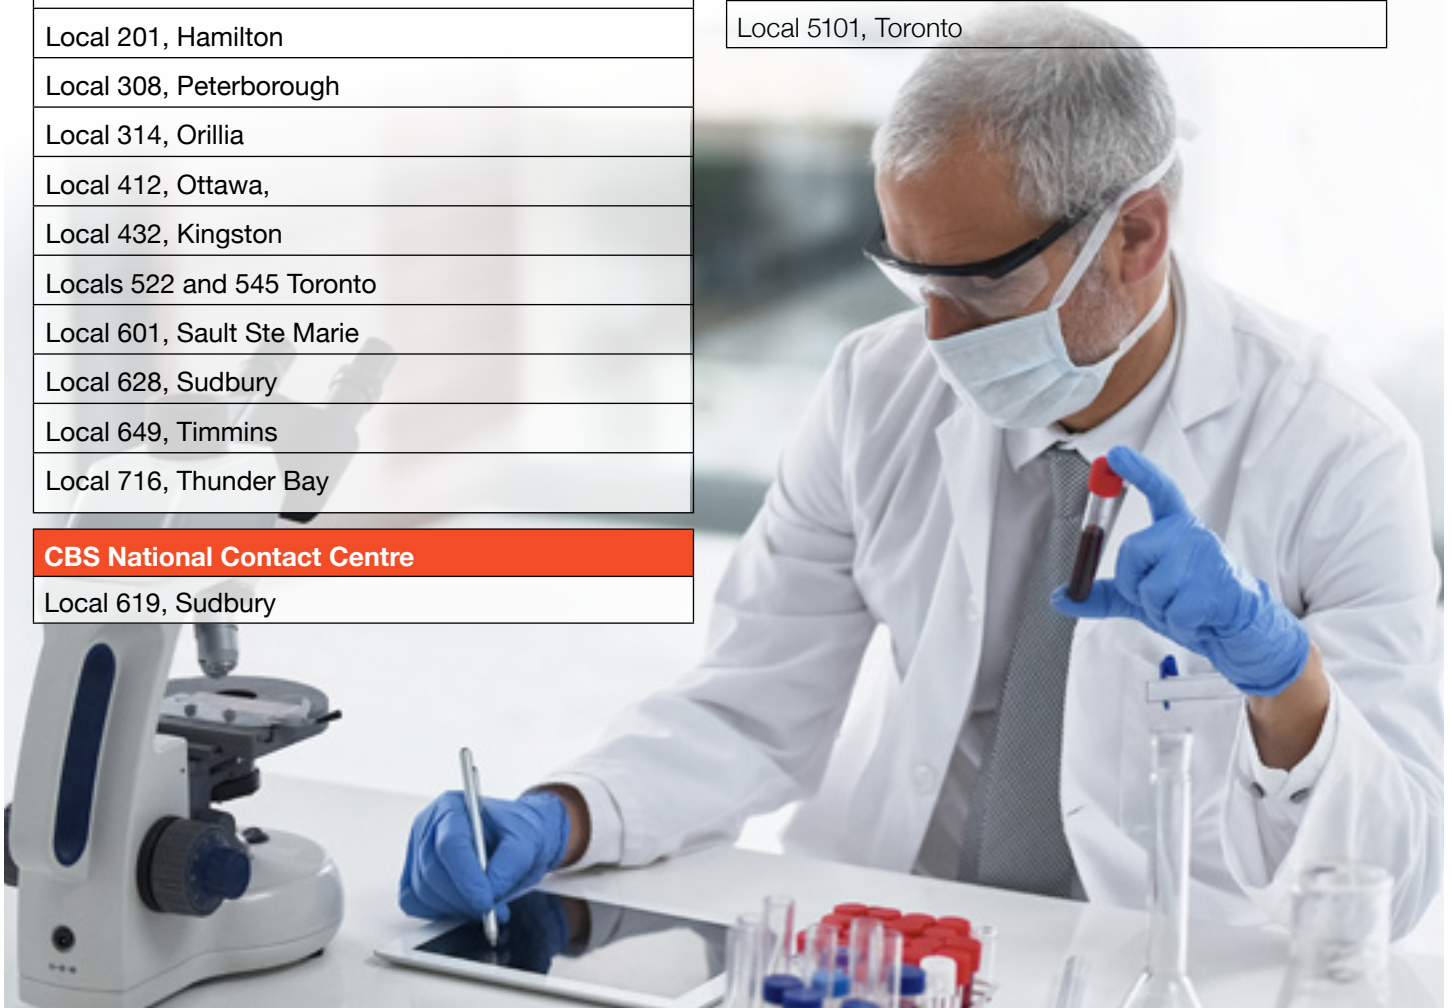 Local 201, Hamilton
Local 308, Peterborough
Local 314, Orillia
Local 412, Ottawa,
Local 432, Kingston
Locals 522 and 545 Toronto
Local 601, Sault Ste Marie
Local 628, Sudbury
Local 649, Timmins
Local 716, Thunder Bay
CBS National Contact Centre
Local 619, Sudbury
Local 5101, Toronto